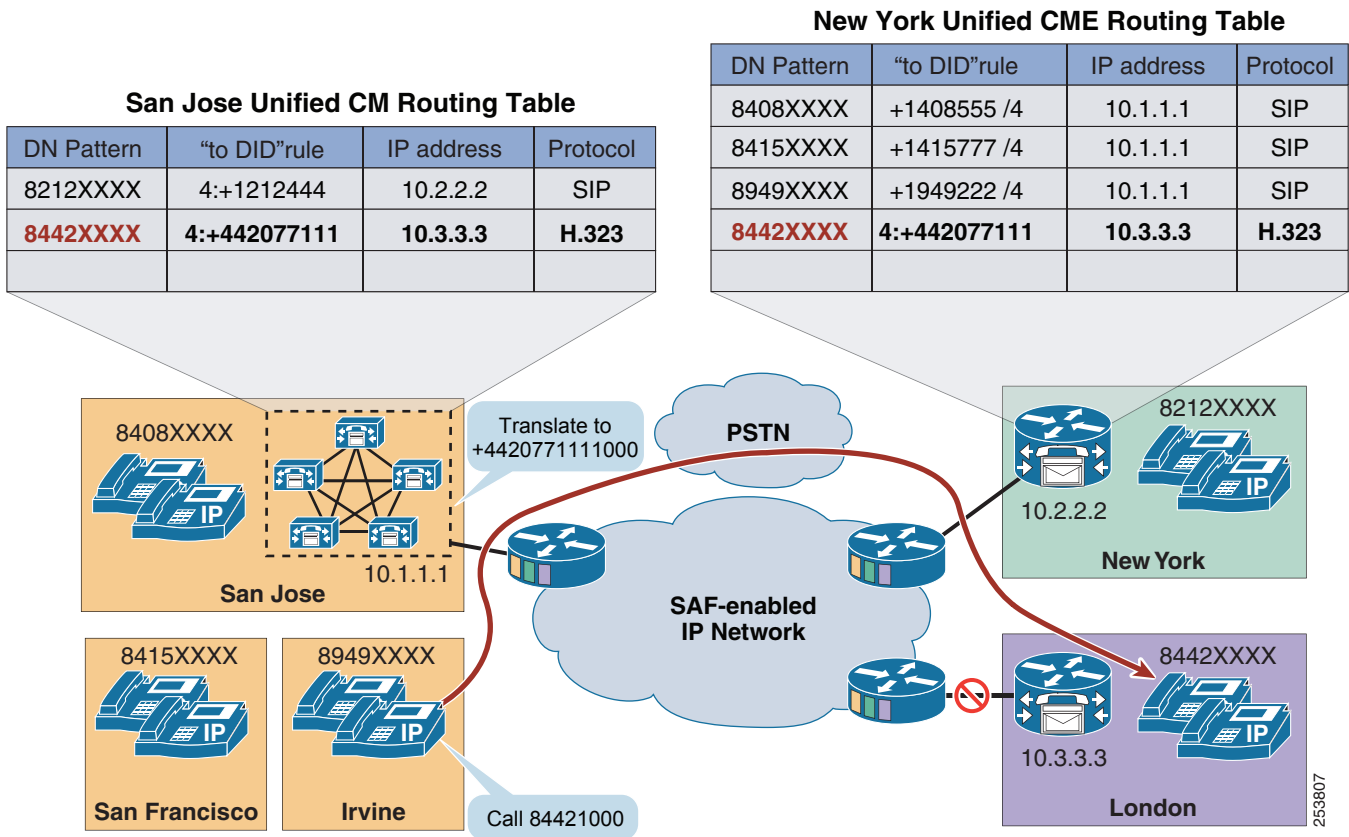 New York Unified CME Routing Table
DN Pattern “to DID”rule IP address Protocol
8408XXXX +1408555 /4 10.1.1.1 SIP
8415XXXX +1415777 /4 10.1.1.1 SIP
8949XXXX +1949222 /4 10.1.1.1 SIP
8442XXXX 4:+442077111 10.3.3.3 H.323
San Jose Unified CM Routing Table
DN Pattern “to DID”rule IP address Protocol
8212XXXX 4:+1212444 10.2.2.2 SIP
8442XXXX 4:+442077111 10.3.3.3 H.323
8408XXXX
IP
10.1.1.1
San Jose
Translate to
+4420771111000
PSTN
8212XXXX
IP
10.2.2.2
New York
SAF-enabled
IP Network
8415XXXX
IP
San Francisco
8949XXXX
IP
Irvine
Call 84421000
8442XXXX
IP
10.3.3.3
London
253807